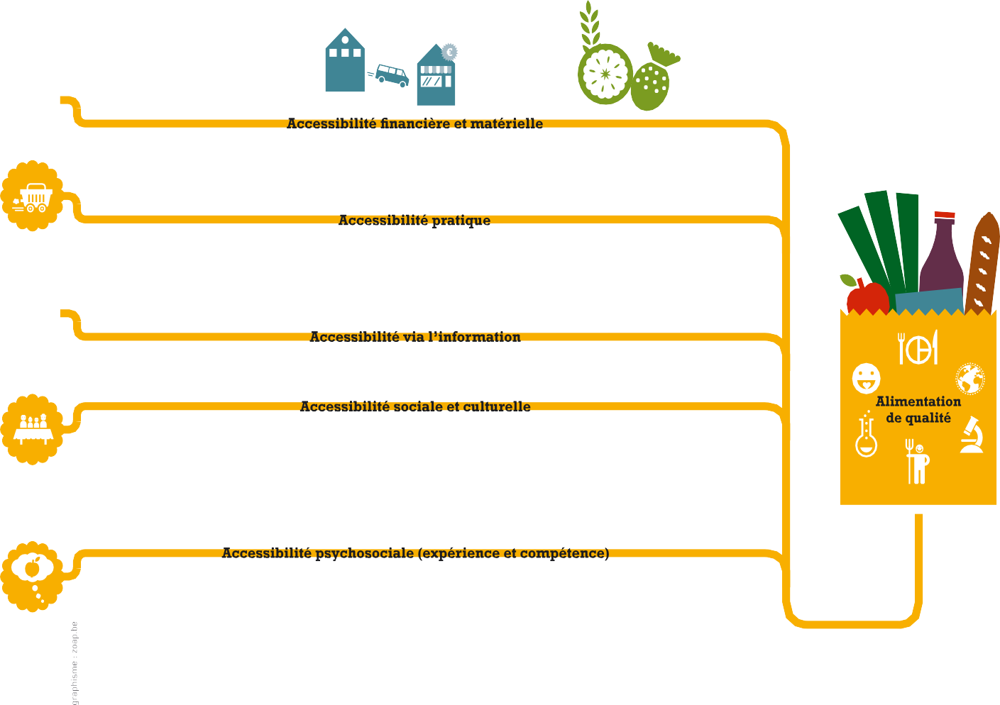 €
Accessibilité financière et matérielle
Accessibilité pratique
Accessibilité via l’information
Accessibilité sociale et culturelle
Alimentation
de qualité
Accessibilité psychosociale (expérience et compétence)
graphisme : zoap.be